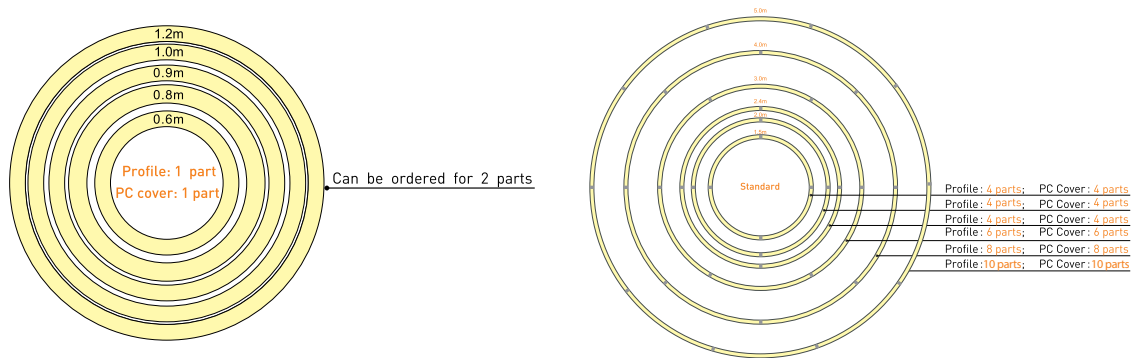 1.2m
1.0m
0.9m
0.8m
0.6m
Profile: 1 part
PC cover: 1 part
Can be ordered for 2 parts
5.0m
4.0m
3.0m
2.4m
2.0m
1.5m
Standard
Profile: 4 parts; PC Cover: 4 parts
Profile: 4 parts; PC Cover: 4 parts
Profile: 4 parts; PC Cover: 4 parts
Profile: 6 parts; PC Cover: 6 parts
Profile: 8 parts; PC Cover: 8 parts
Profile: 10 parts; PC Cover: 10 parts